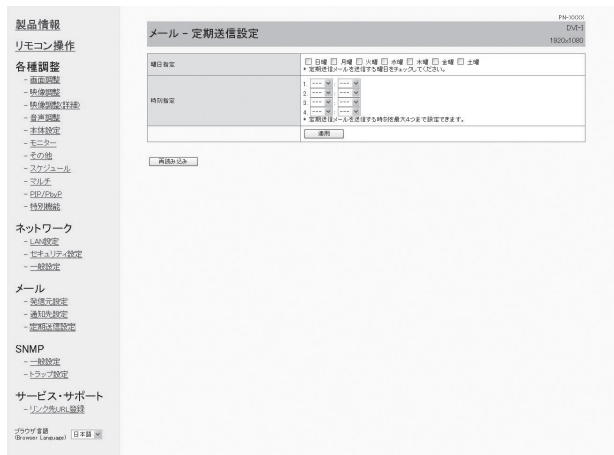 製品情報
リモコン操作
各種調整
- 画面調整
- 映像調整
- 映像調整(詳細)
- 音声調整
- 本体設定
- モニター
- その他
- スケジュール
- マルチ
- PIP/PbyP
- 特別機能
ネットワーク
- LAN設定
- セキュリティ設定
- 一般設定
メール
- 発信元設定
- 通知先設定
- 定期送信設定
SNMP
- 一般設定
- トラップ設定
サービス・サポート
- リンク先URL登録
ブラウザ言語
(Browser Language) 日本語
PN-XXXX
メール - 定期送信設定
DVI-I
1920x1080
曜日指定
日曜 月曜 火曜 水曜 木曜 金曜 土曜
* 定期送信メールを送信する曜日をチェックしてください。
時刻指定
1. --- : ---
2. --- : ---
3. --- : ---
4. --- : ---
* 定期送信メールを送信する時刻を最大4つまで設定できます。
適用
再読み込み